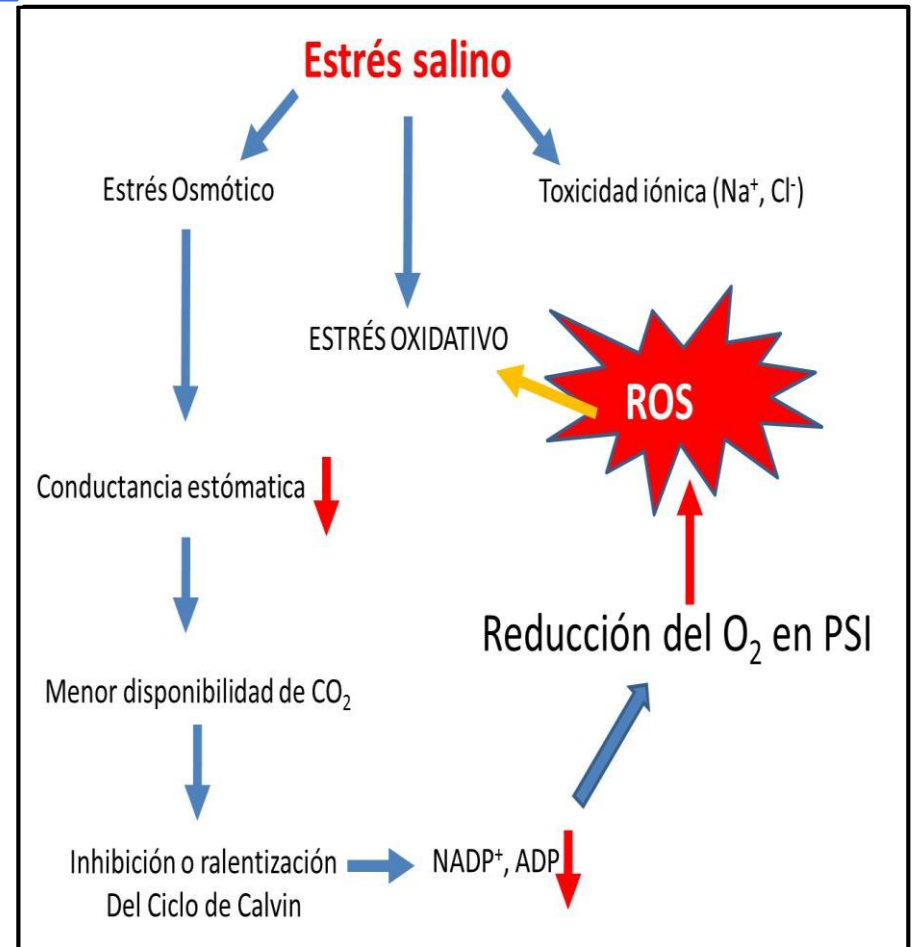 Estrés salino
Estrés Osmótico
Toxicidad iónica (Na⁺, Cl⁻)
ESTRÉS OXIDATIVO
ROS
Conductancia estómatica
Reducción del O₂ en PSI
Menor disponibilidad de CO₂
Inhibición o ralentización
Del Ciclo de Calvin
NADP⁺, ADP